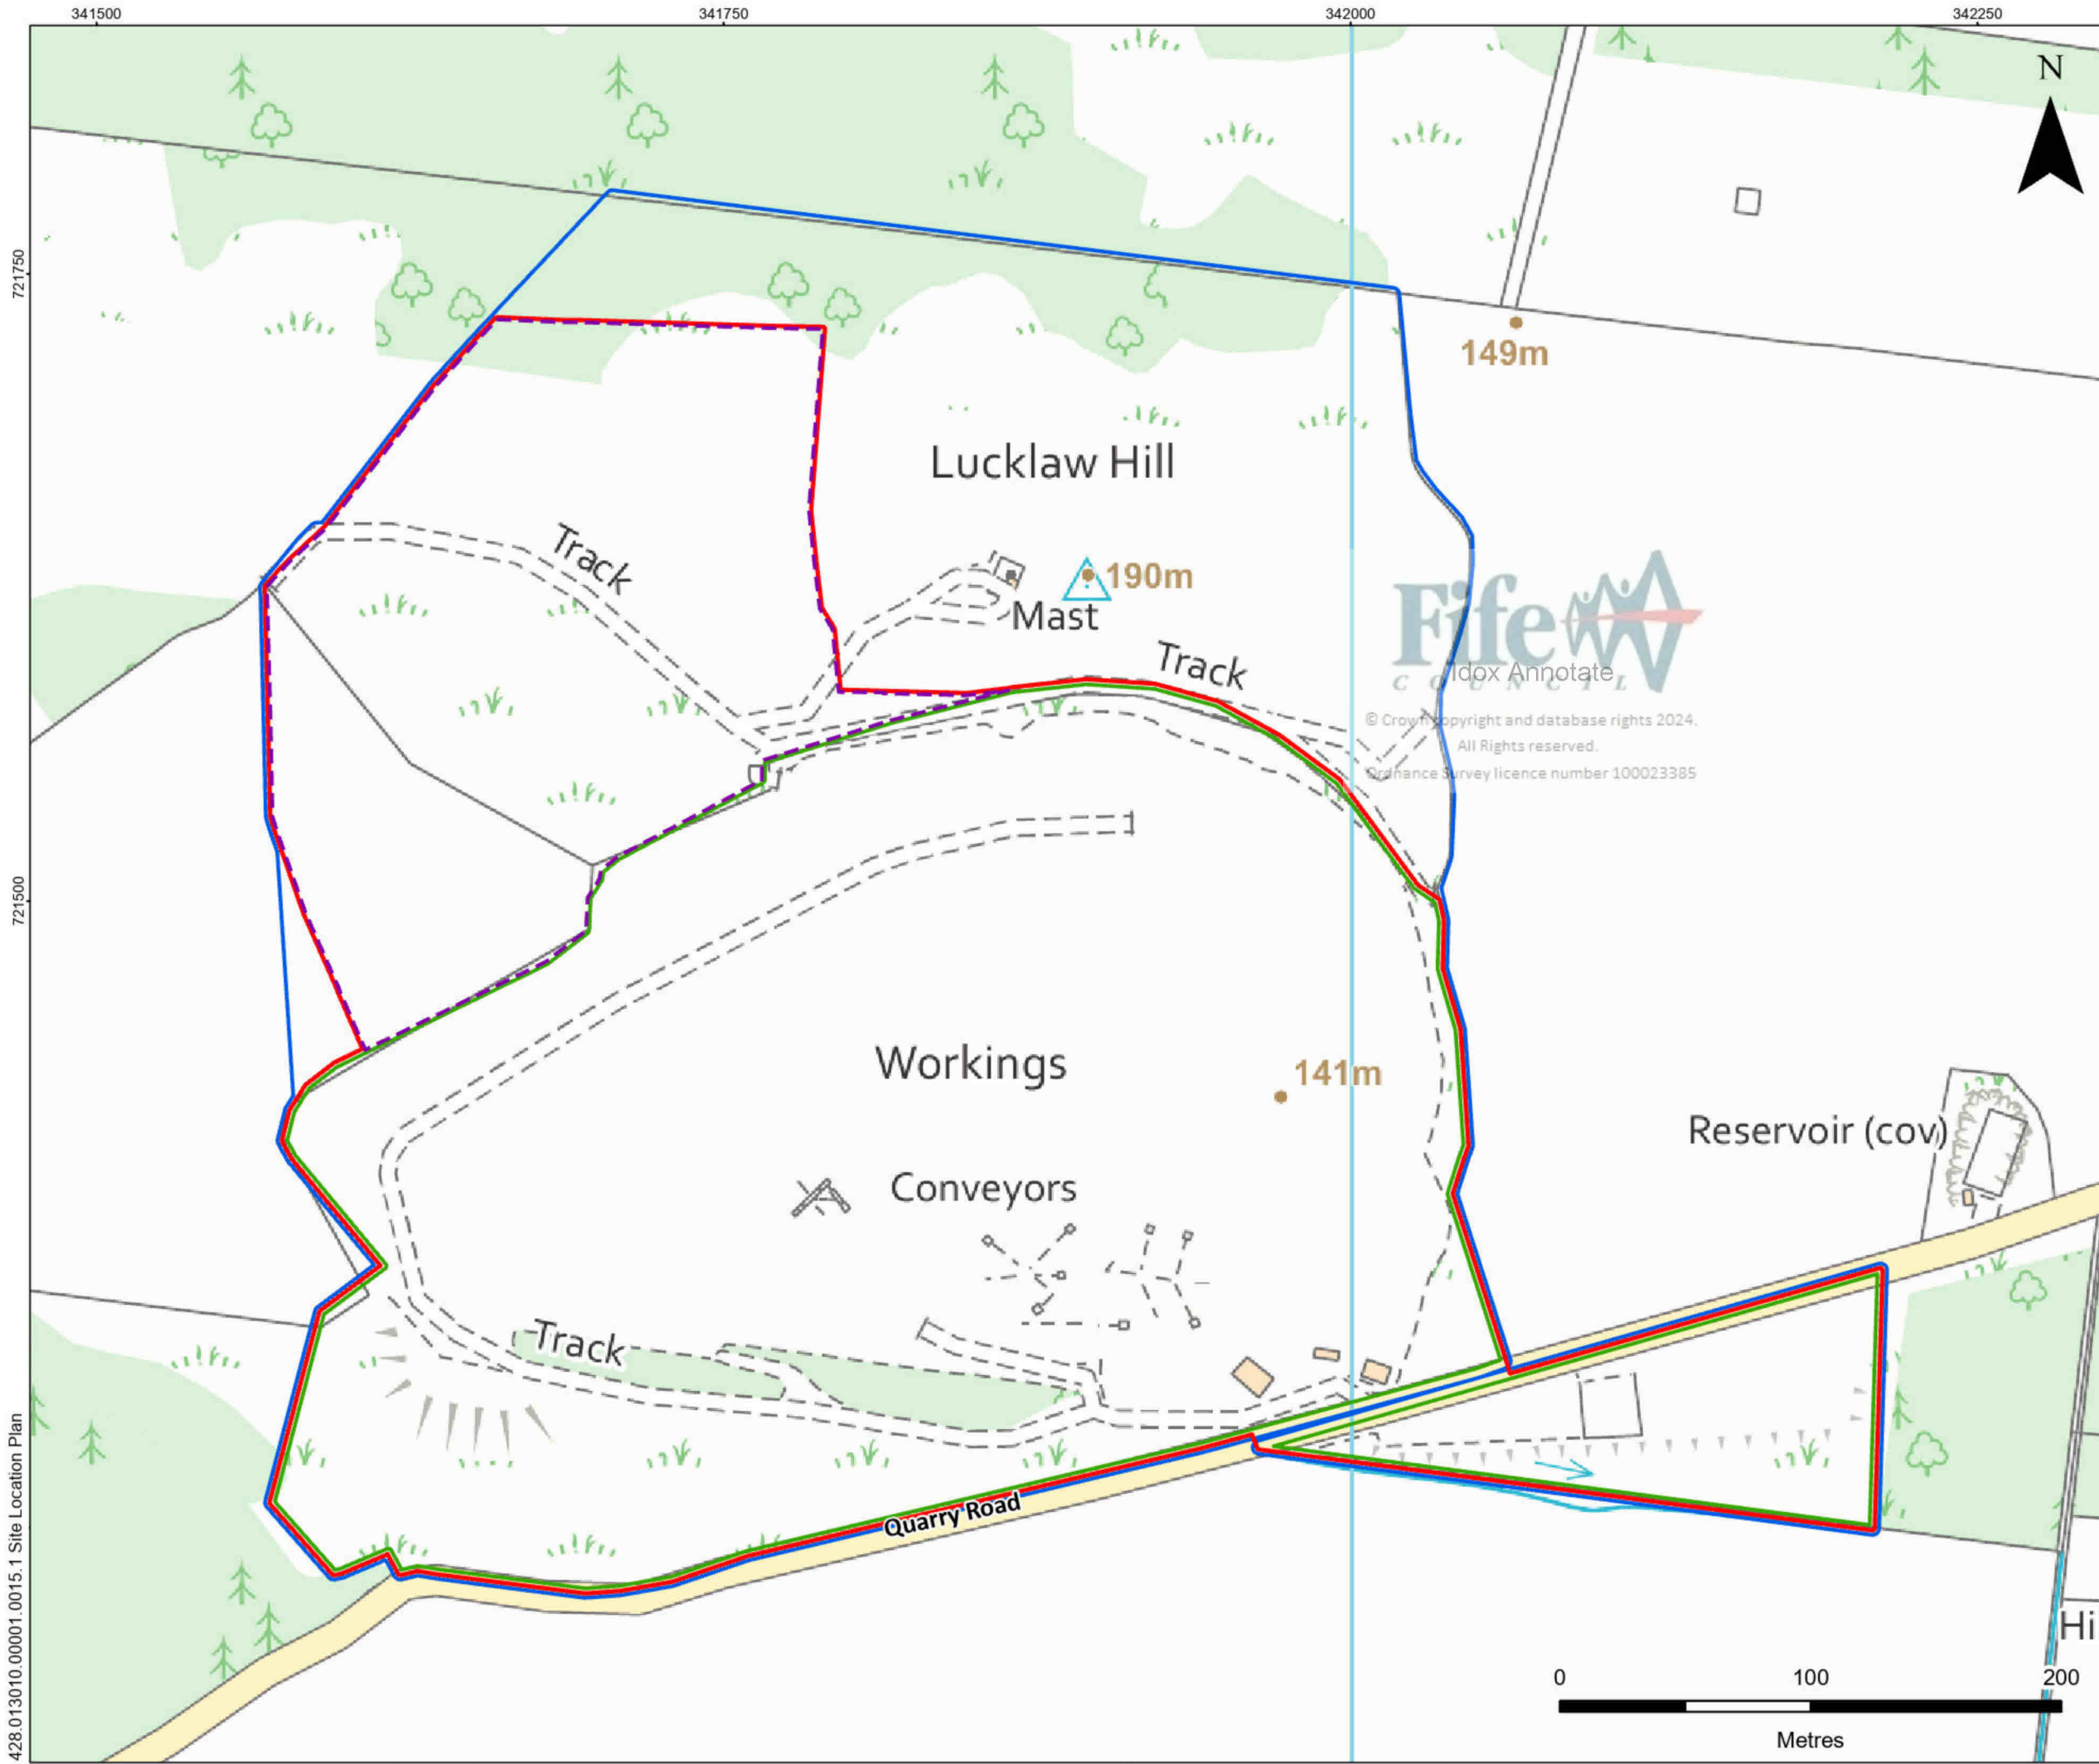 341500
341750
342000
342250
N
721750
149m
Lucklaw Hill
Track
190m
Mast
Track
Fife
COUNCIL
Idox Annotate
© Crown copyright and database rights 2024.
All Rights reserved.
Ordnance Survey licence number 100023385
721500
Workings
141m
Reservoir (cov)
Conveyors
Track
Quarry Road
Hi
0 100 200
Metres
428.013010.00001.0015.1 Site Location Plan